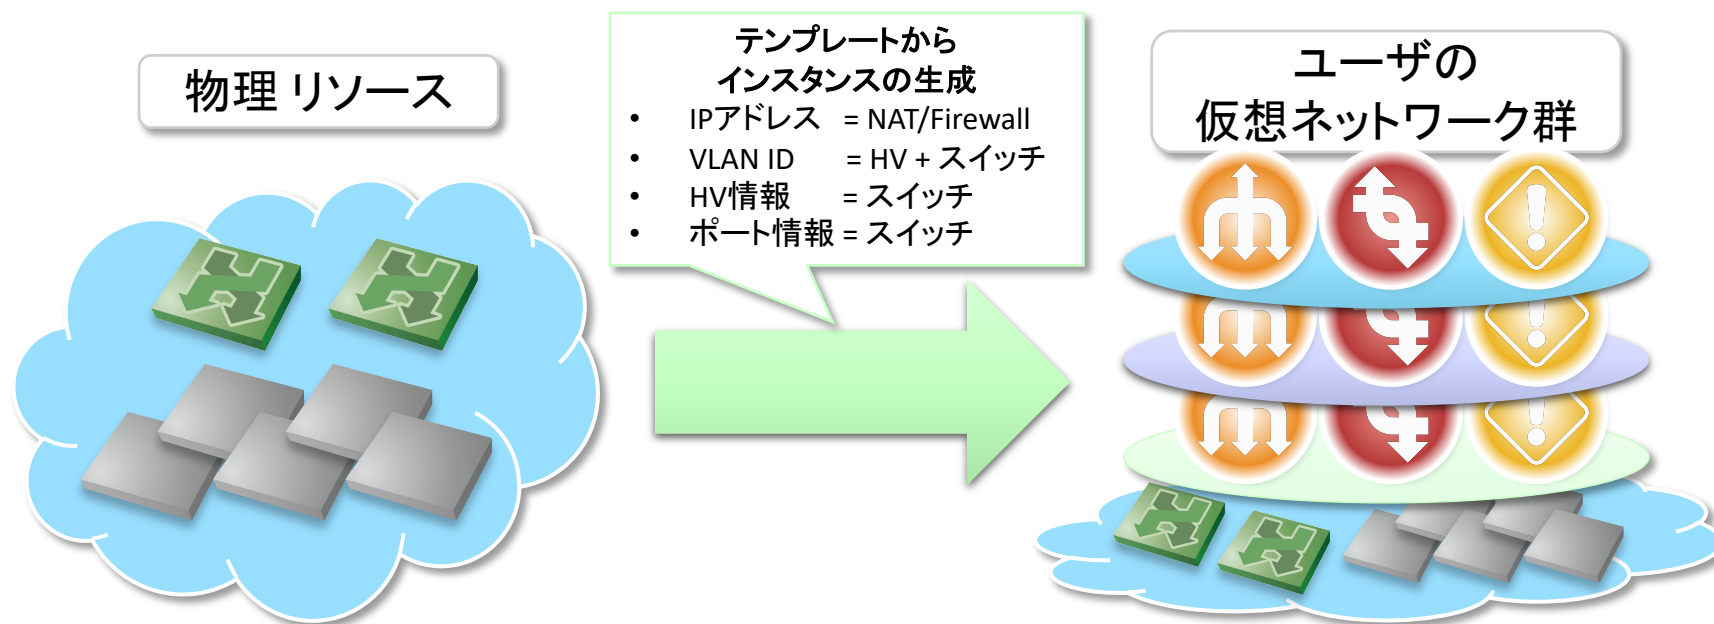 物理 リソース
テンプレートから
インスタンスの生成
• IPアドレス = NAT/Firewall
• VLAN ID = HV + スイッチ
• HV情報 = スイッチ
• ポート情報 = スイッチ
ユーザの
仮想ネットワーク群